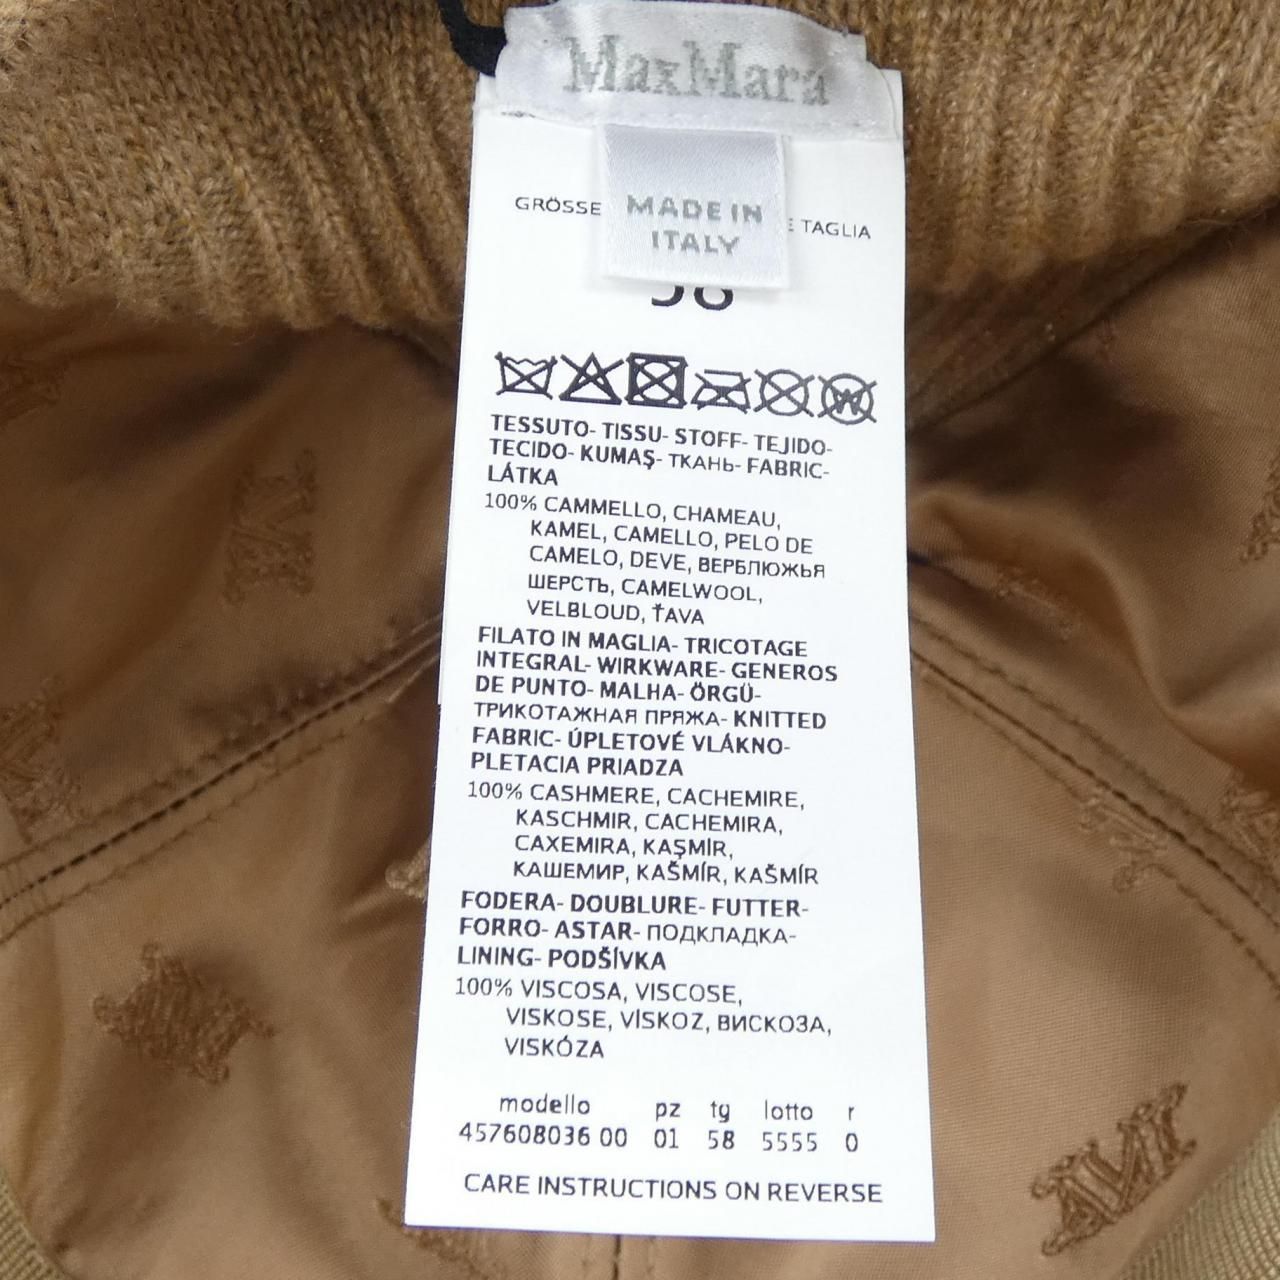 MaxMara
MADE IN
ITALY
GRÖSSE
TAGLIA
TESSUTO- TISSU- STOFF- TEJIDO-
TECIDO- KUMAŞ- ТКАНЬ- FABRIC-
LÁTKA
100% CAMMELLO, CHAMEAU,
KAMEL, CAMELLO, PELO DE
CAMELO, DEVE, ВЕРБЛЮЖЬЯ
ШЕРСТЬ, CAMELWOOL,
VELBLOUD, ŤAVA
FILATO IN MAGLIA- TRICOTAGE
INTEGRAL- WIRKWARE- GENEROS
DE PUNTO- MALHA- ÖRGÜ-
ТРИКОТАЖНАЯ ПРЯЖА- KNITTED
FABRIC- ÚPLETOVÉ VLÁKNO-
PLETACIA PRIADZA
100% CASHMERE, CACHEMIRE,
KASCHMIR, CACHEMIRA,
CAXEMIRA, KAŞMİR,
КАШЕМИР, KAŠMÍR, KAŠMÍR
FODERA- DOUBLURE- FUTTER-
FORRO- ASTAR- ПОДКЛАДКА-
LINING- PODŠÍVKA
100% VISCOSA, VISCOSE,
VISKOSE, VİSKOZ, ВИСКОЗА,
VISKÓZA
modello pz tg lotto r
457608036 00 01 58 5555 0
CARE INSTRUCTIONS ON REVERSE